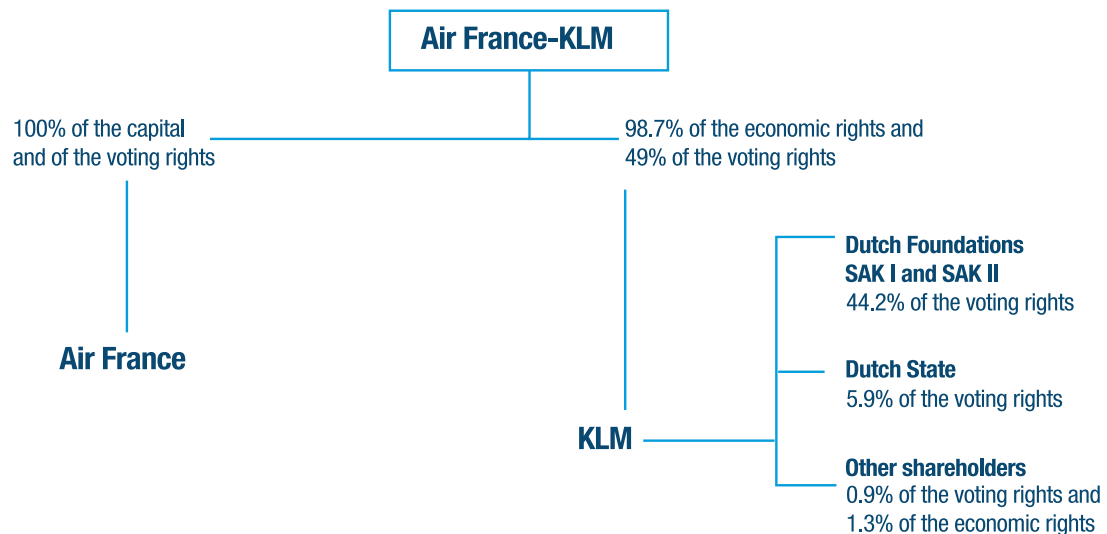 Air France-KLM
100% of the capital
and of the voting rights
98.7% of the economic rights and
49% of the voting rights
Dutch Foundations
SAK I and SAK II
44.2% of the voting rights
Air France
Dutch State
5.9% of the voting rights
KLM
Other shareholders
0.9% of the voting rights and
1.3% of the economic rights